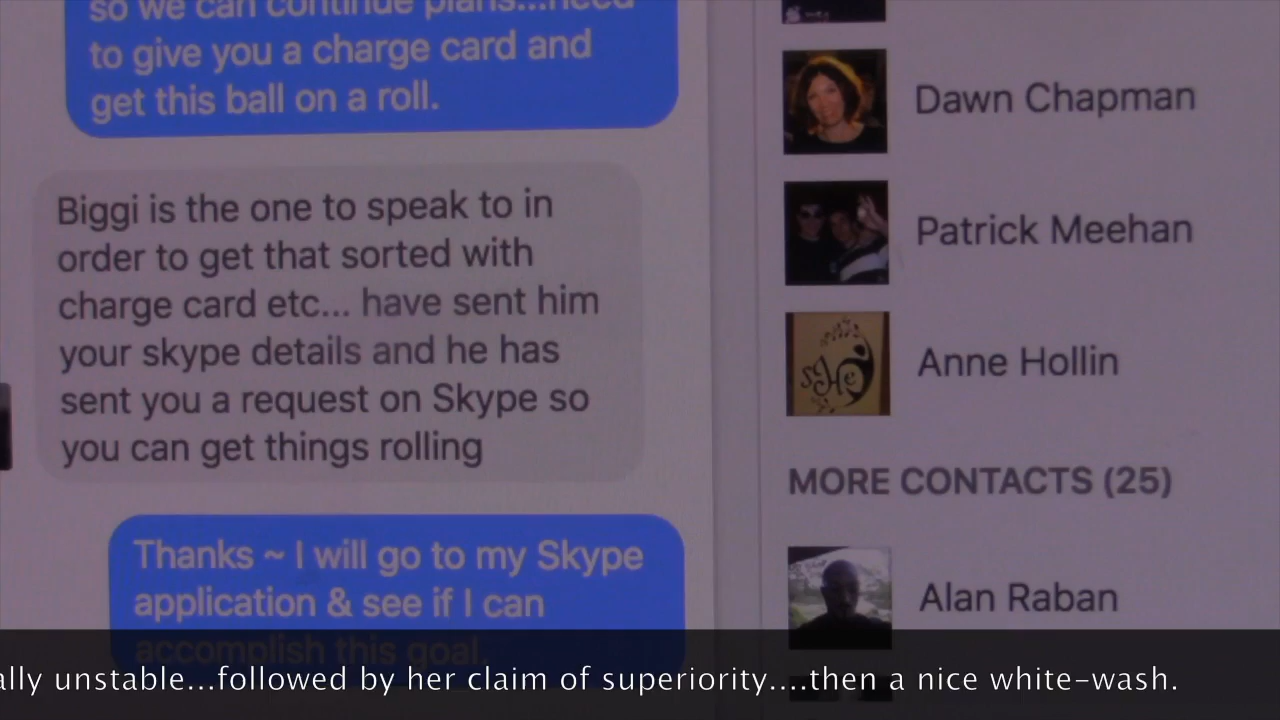 so we can continue plans...need
to give you a charge card and
get this ball on a roll.
Biggi is the one to speak to in
order to get that sorted with
charge card etc... have sent him
your skype details and he has
sent you a request on Skype so
you can get things rolling
Thanks ~ I will go to my Skype
application & see if I can
accomplish this goal.
Dawn Chapman
Patrick Meehan
Anne Hollin
sHe
MORE CONTACTS (25)
Alan Raban
unstable...followed by her claim of superiority....then a nice white-wash.